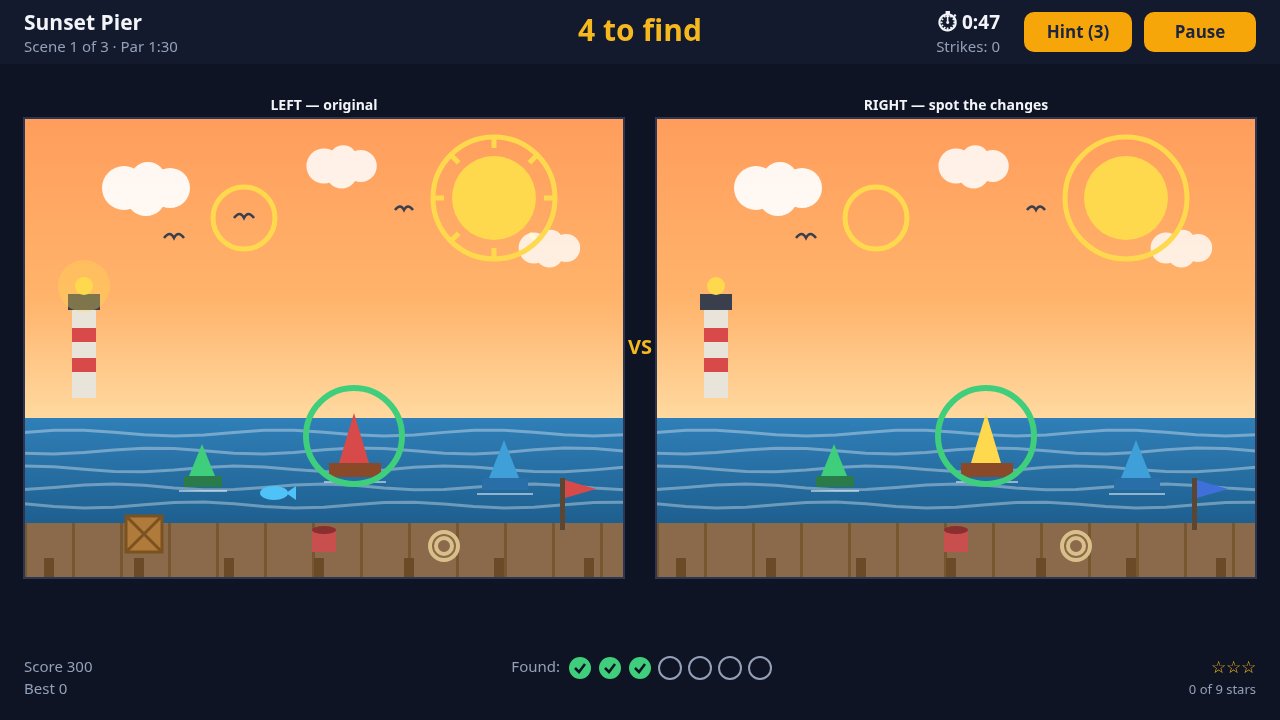 Sunset Pier
Scene 1 of 3 · Par 1:30
4 to find
⏱ 0:47
Strikes: 0
Hint (3)
Pause
LEFT — original
RIGHT — spot the changes
VS
Score 300
Best 0
Found:
☆☆☆
0 of 9 stars